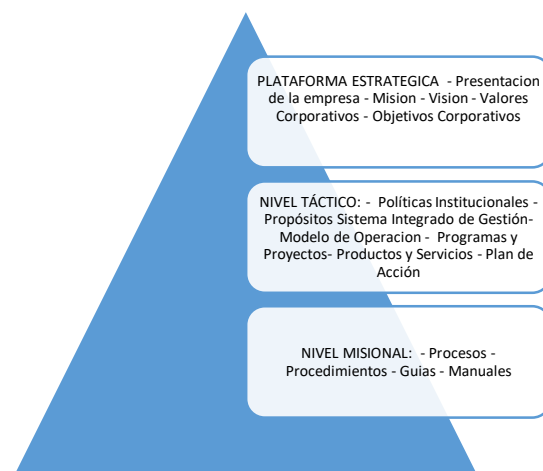 PLATAFORMA ESTRATEGICA - Presentacion
de la empresa - Mision - Vision - Valores
Corporativos - Objetivos Corporativos
NIVEL TÁCTICO: - Políticas Institucionales -
Propósitos Sistema Integrado de Gestión-
Modelo de Operacion - Programas y
Proyectos- Productos y Servicios - Plan de
Acción
NIVEL MISIONAL: - Procesos -
Procedimientos - Guias - Manuales